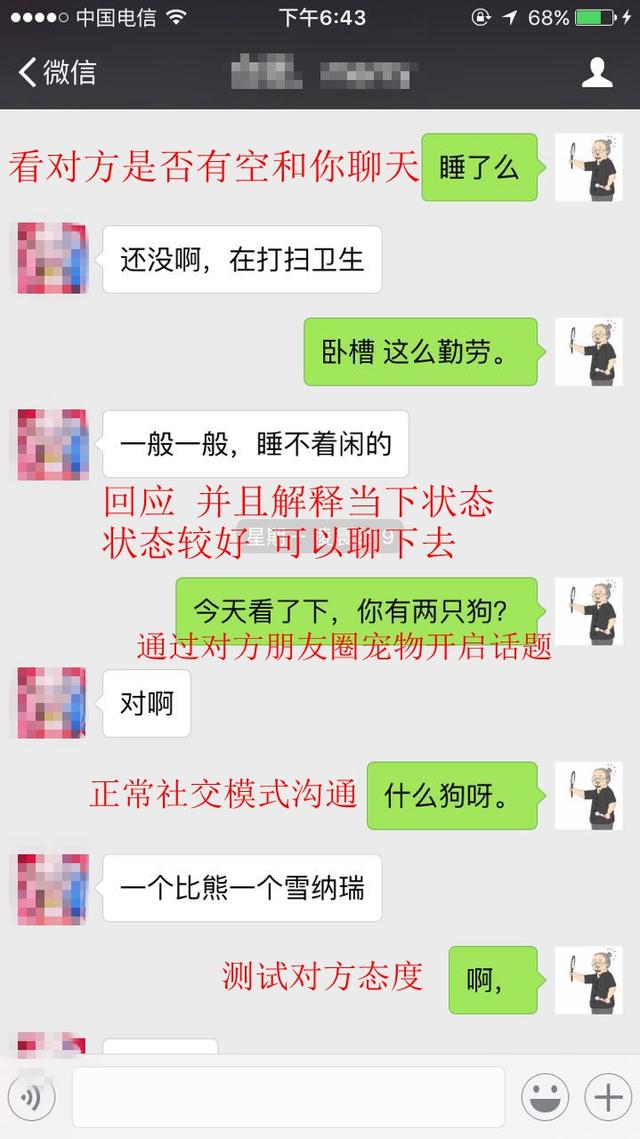 中国电信 下午6:43 68%
微信
看对方是否有空和你聊天
睡了么
还没啊，在打扫卫生
卧槽 这么勤劳。
一般一般，睡不着闲的
回应 并且解释当下状态
状态较好 可以聊下去
今天看了下，你有两只狗？
通过对方朋友圈宠物开启话题
对啊
正常社交模式沟通
什么狗呀。
一个比熊一个雪纳瑞
测试对方态度
啊，